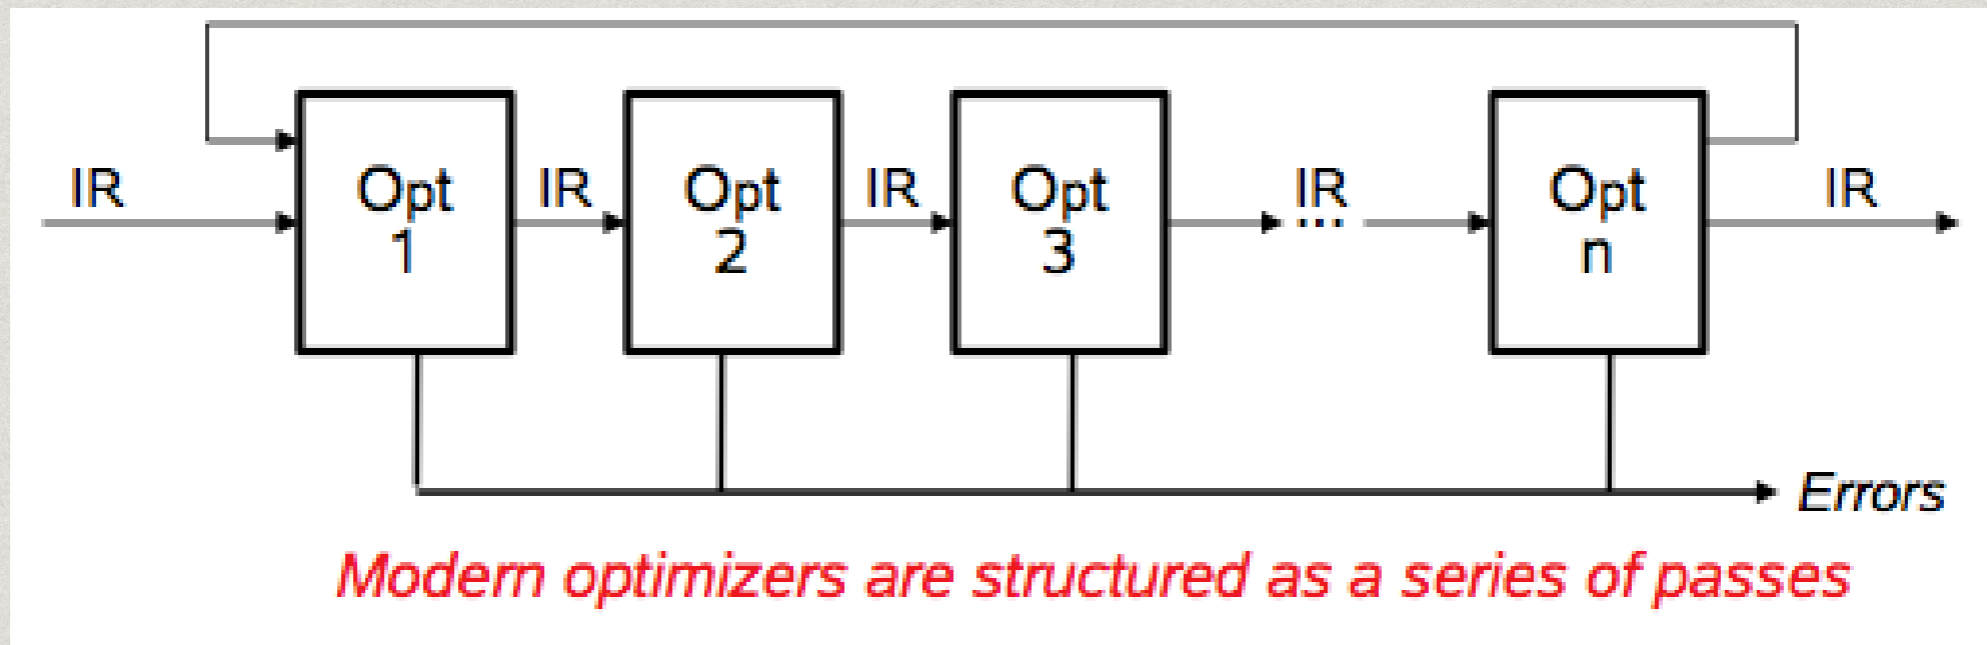 IR
Opt
1
IR
Opt
2
IR
Opt
3
IR
...
Opt
n
IR
Errors
Modern optimizers are structured as a series of passes